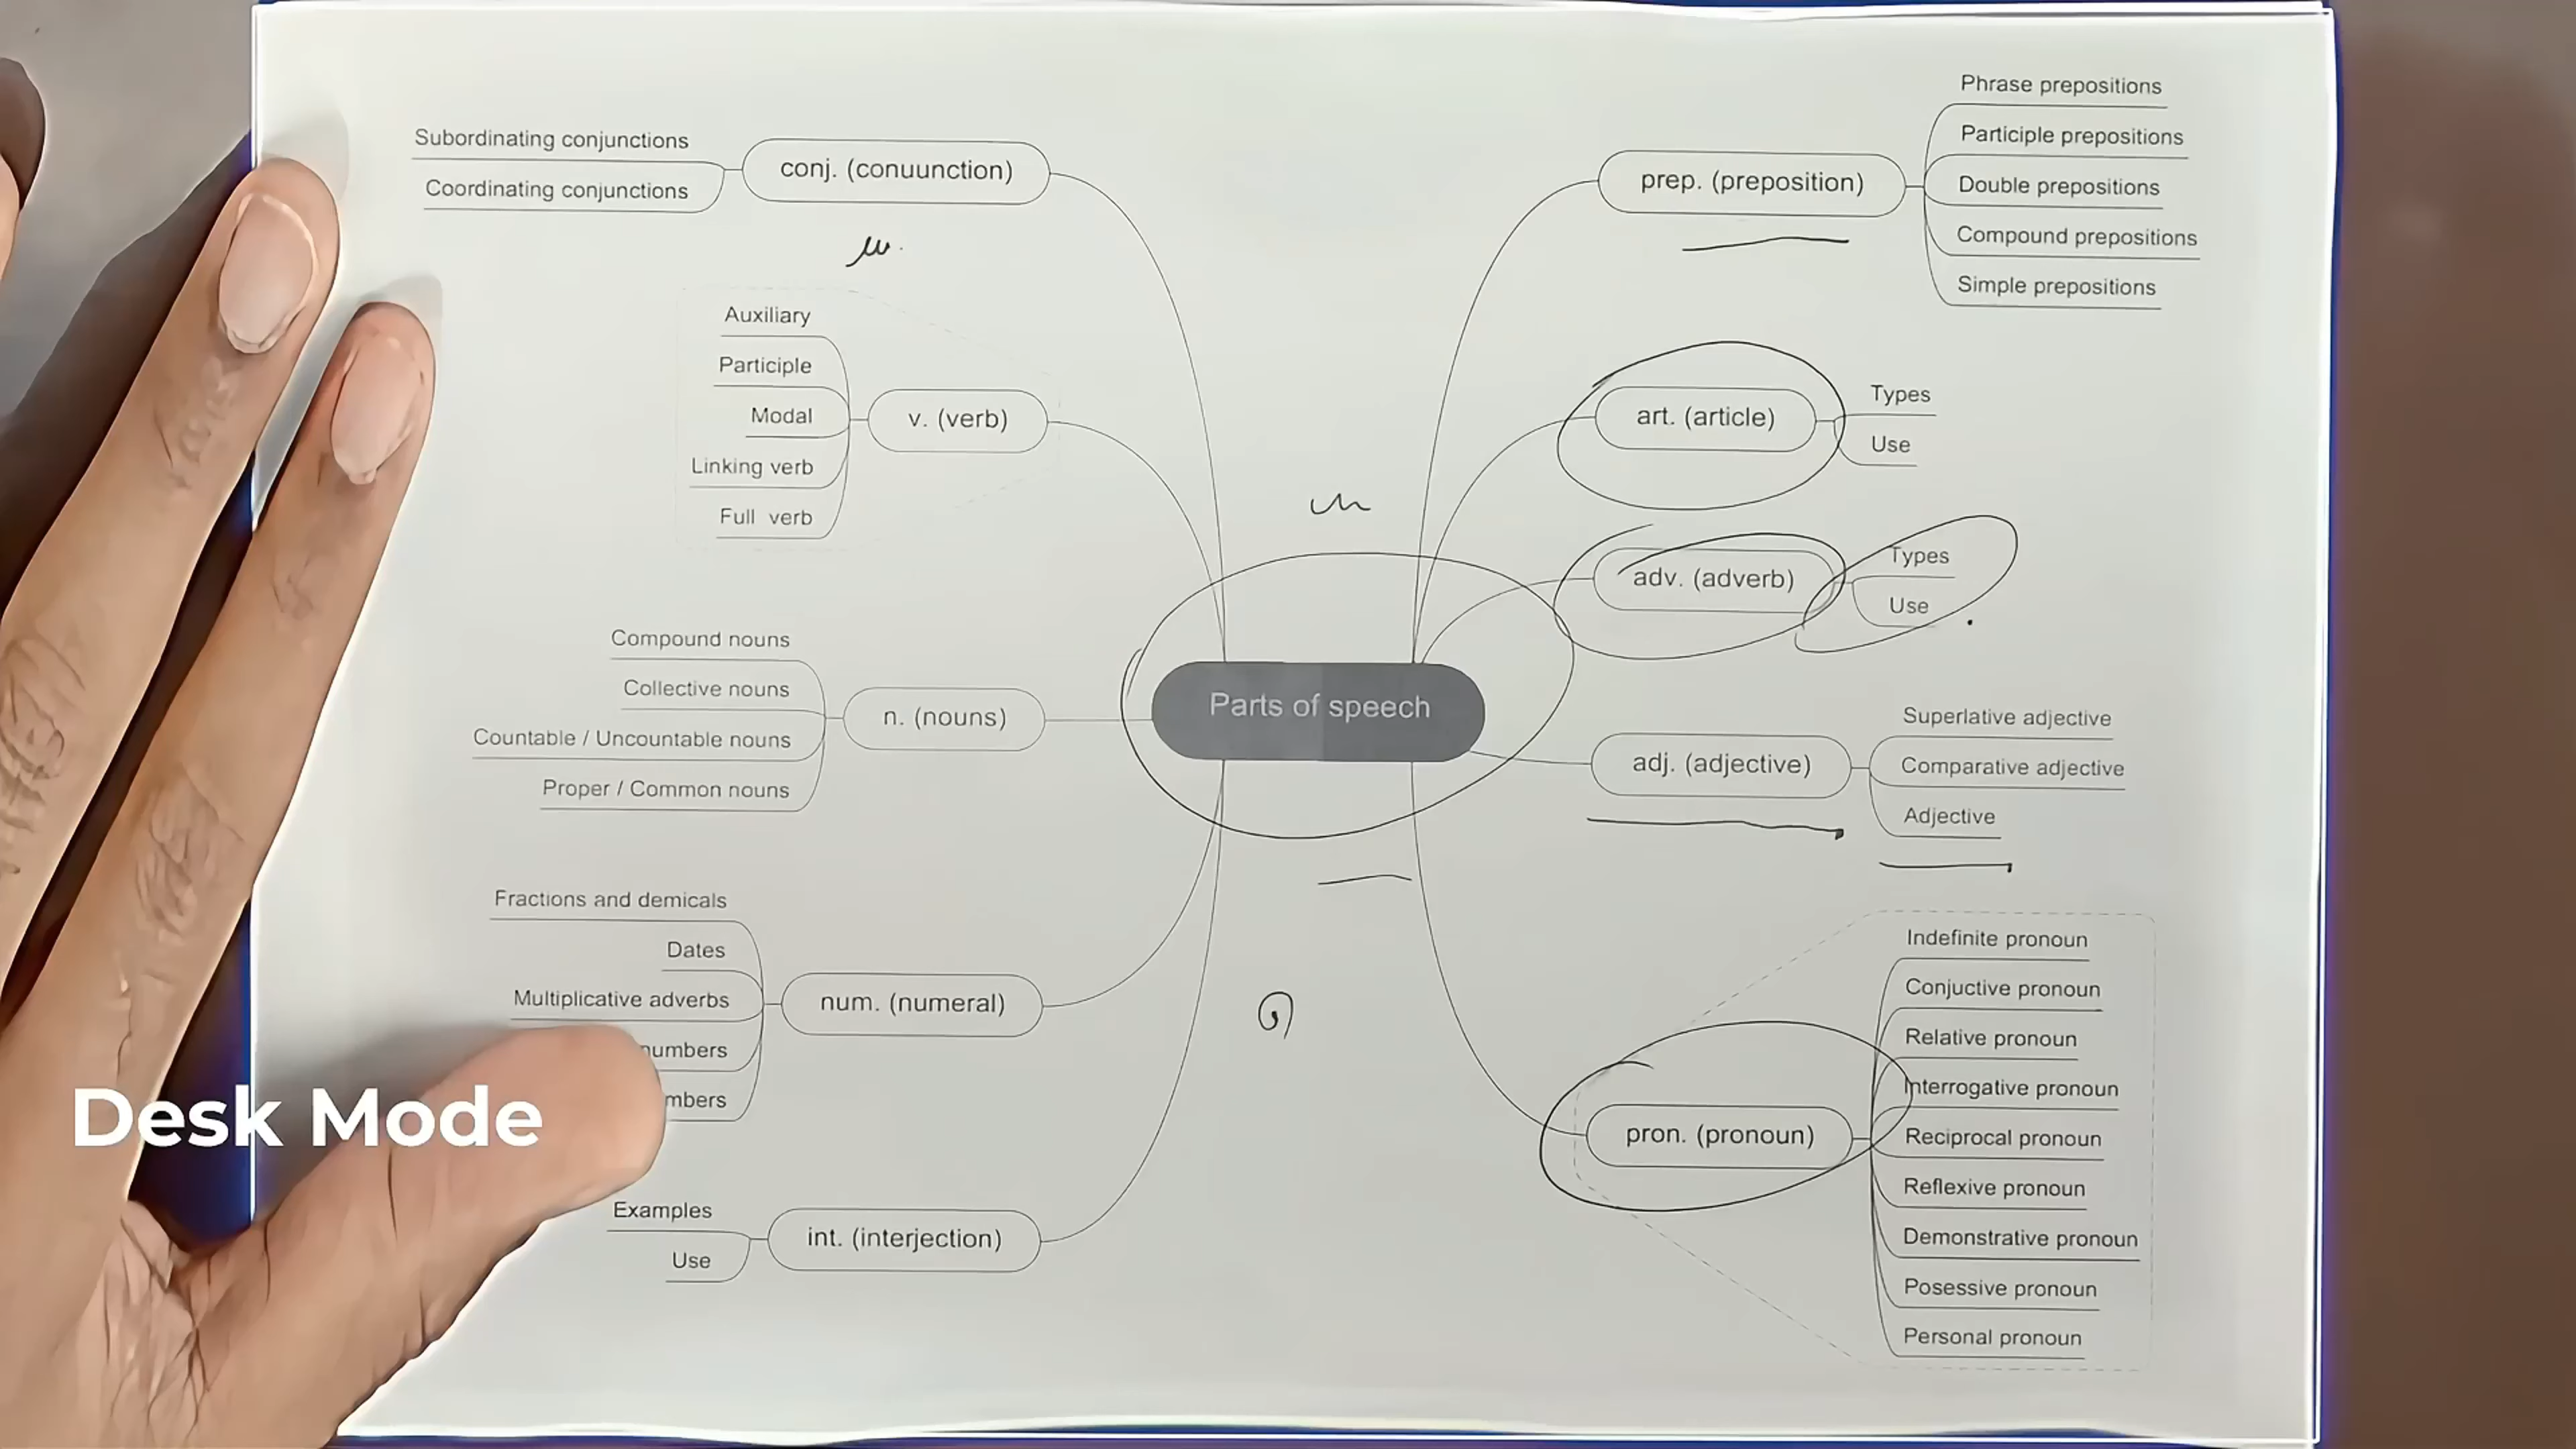 Subordinating conjunctions
Coordinating conjunctions
conj. (conuunction)
Auxiliary
Participle
Modal
Linking verb
Full verb
v. (verb)
Compound nouns
Collective nouns
Countable / Uncountable nouns
Proper / Common nouns
n. (nouns)
Fractions and demicals
Dates
Multiplicative adverbs
numbers
num. (numeral)
Examples
Use
int. (interjection)
Parts of speech
prep. (preposition)
Phrase prepositions
Participle prepositions
Double prepositions
Compound prepositions
Simple prepositions
art. (article)
Types
Use
adv. (adverb)
Types
Use
adj. (adjective)
Superlative adjective
Comparative adjective
Adjective
pron. (pronoun)
Indefinite pronoun
Conjuctive pronoun
Relative pronoun
Interrogative pronoun
Reciprocal pronoun
Reflexive pronoun
Demonstrative pronoun
Posessive pronoun
Personal pronoun
Desk Mode